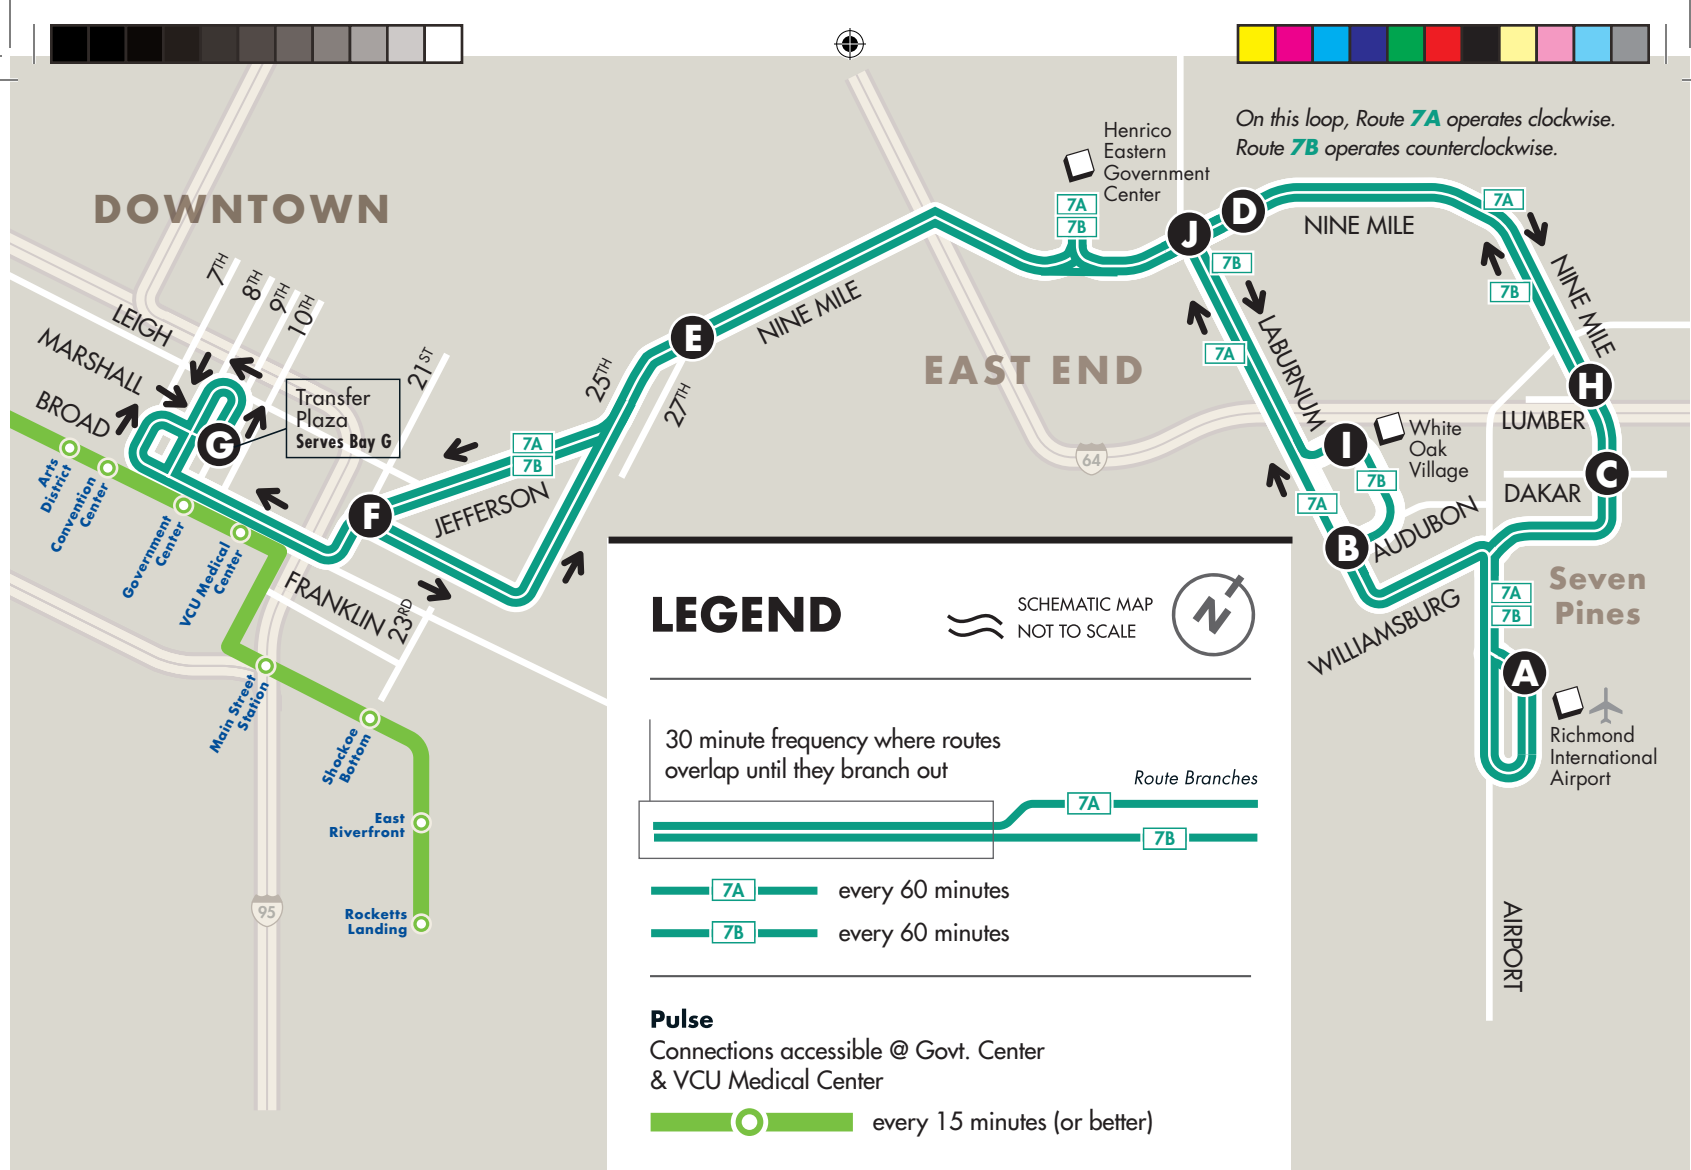 On this loop, Route 7A operates clockwise.
Route 7B operates counterclockwise.
Henrico
Eastern
Government
Center
7A
7B
DOWNTOWN
J
D
7A
NINE MILE
7B
7B
NINE MILE
7TH
8TH
9TH
10TH
LEIGH
MARSHALL
BROAD
21ST
25TH
27TH
E
NINE MILE
EAST END
7A
LABURNUM
H
LUMBER
Transfer
Plaza
Serves Bay G
G
7A
7B
I
White
Oak
Village
7B
7A
C
DAKAR
64
Arts
District
Convention
Center
Government
Center
VCU Medical
Center
F
JEFFERSON
B
AUDUBON
WILLIAMSBURG
Seven
Pines
7A
7B
A
Richmond
International
Airport
AIRPORT
FRANKLIN
23RD
Main Street
Station
Shockoe
Bottom
East
Riverfront
Rocketts
Landing
95
LEGEND
SCHEMATIC MAP
NOT TO SCALE
N
30 minute frequency where routes
overlap until they branch out
Route Branches
7A
7B
7A every 60 minutes
7B every 60 minutes
Pulse
Connections accessible @ Govt. Center
& VCU Medical Center
every 15 minutes (or better)